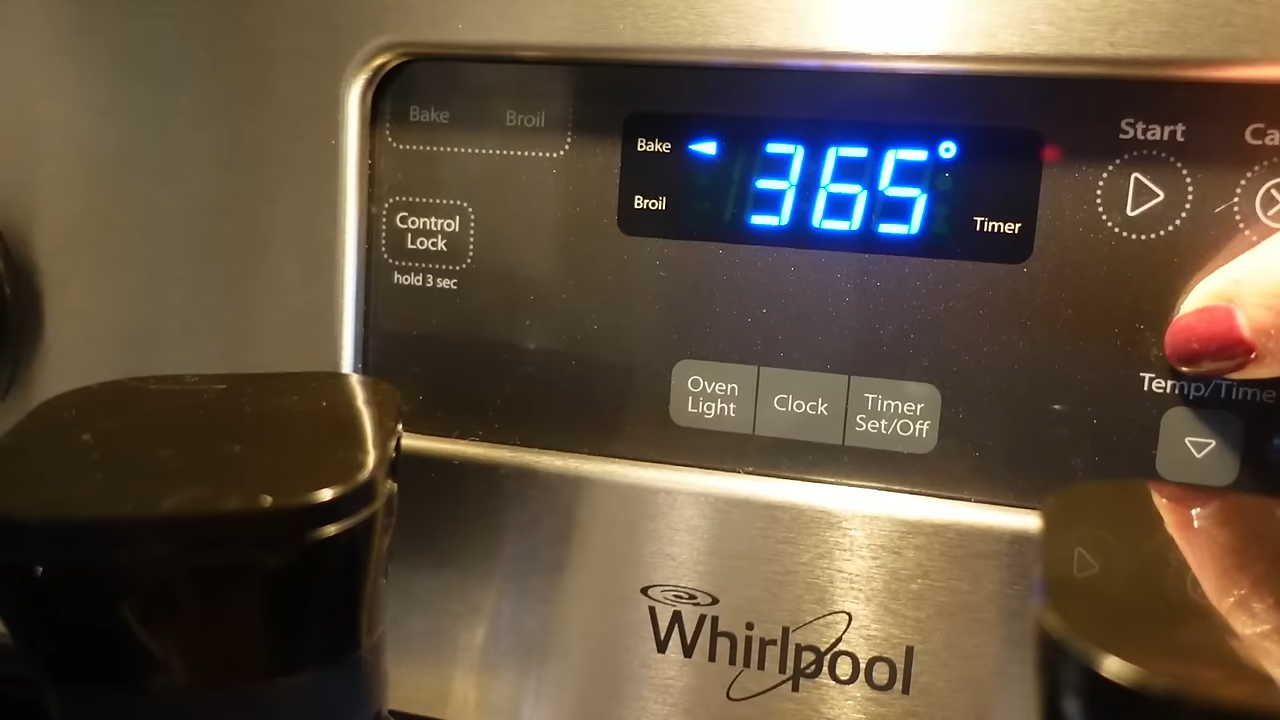 Bake Broil
Control
Lock
hold 3 sec
Bake
365°
Broil
Timer
Start
Ca
Oven
Light
Clock
Timer
Set/Off
Temp/Time
Whirlpool